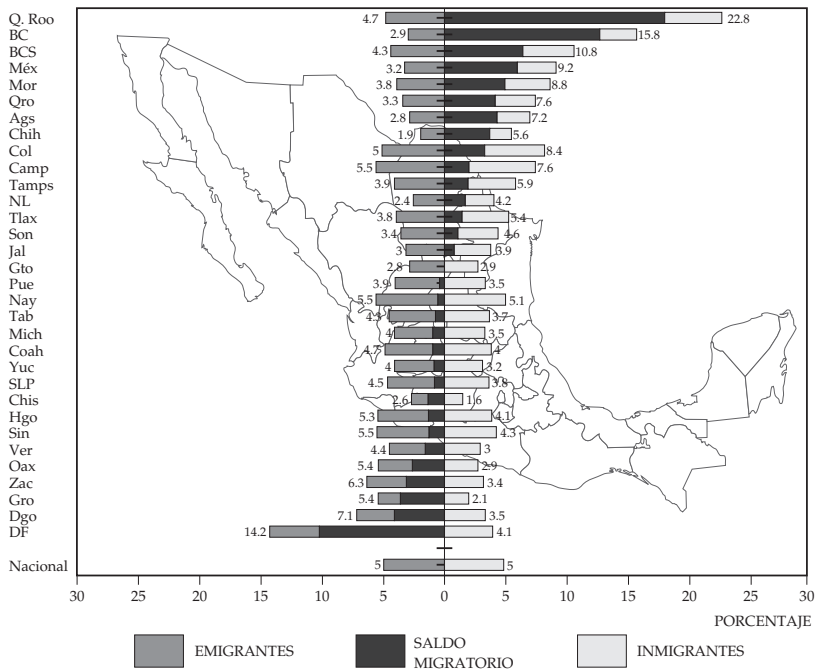 Q. Roo 4.7 22.8
BC 2.9 15.8
BCS 4.3 10.8
Méx 3.2 9.2
Mor 3.8 8.8
Qro 3.3 7.6
Ags 2.8 7.2
Chih 1.9 5.6
Col 5 8.4
Camp 5.5 7.6
Tamps 3.9 5.9
NL 2.4 4.2
Tlax 3.8 5.4
Son 3.4 4.6
Jal 3 3.9
Gto 2.8 2.9
Pue 3.9 3.5
Nay 5.5 5.1
Tab 4.3 3.7
Mich 4 3.5
Coah 4.7 4
Yuc 4 3.2
SLP 4.5 3.8
Chis 2.6 1.6
Hgo 5.3 4.1
Sin 5.5 4.3
Ver 4.4 3
Oax 5.4 2.9
Zac 6.3 3.4
Gro 5.4 2.1
Dgo 7.1 3.5
DF 14.2 4.1
Nacional 5 5
30 25 20 15 10 5 0 5 10 15 20 25 30
PORCENTAJE
EMIGRANTES
SALDO
MIGRATORIO
INMIGRANTES